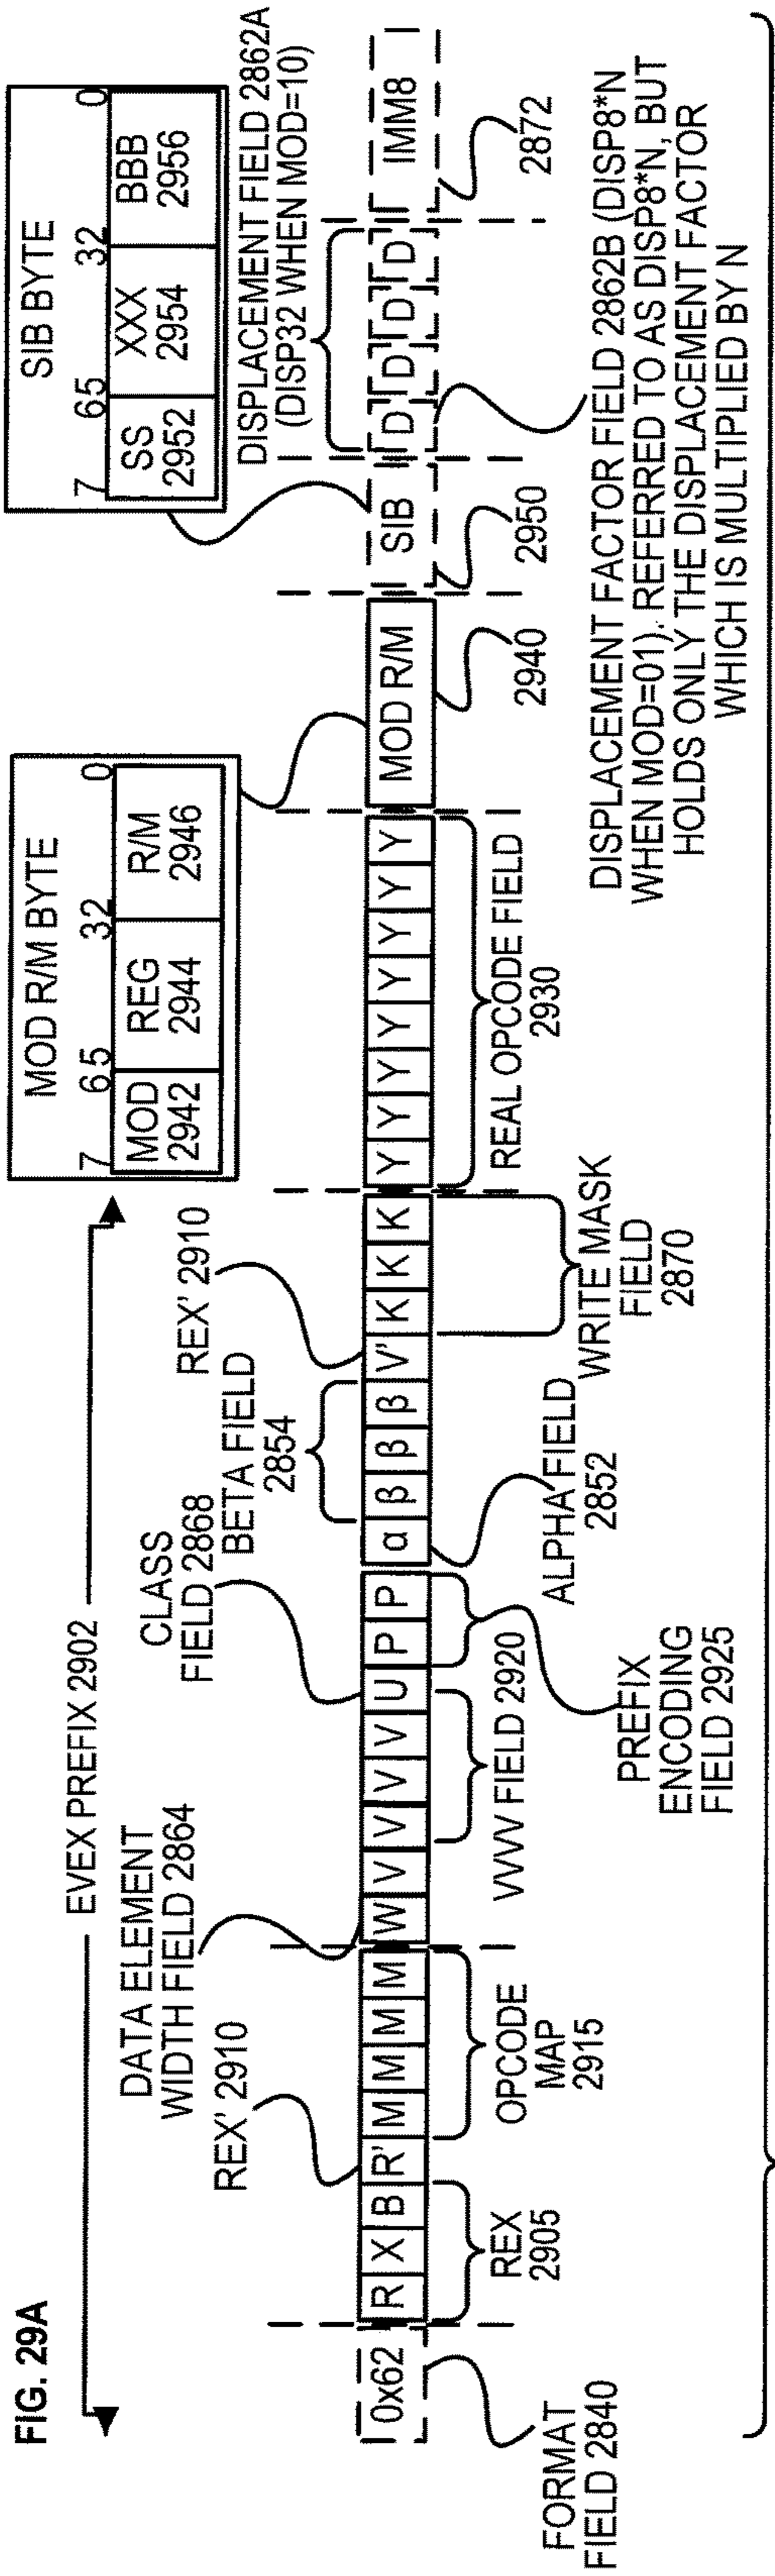 FIG. 29A
EVEX PREFIX 2902
MOD R/M BYTE
7 6 5 3 2 0
MOD
2942
REG
2944
R/M
2946
SIB BYTE
7 6 5 3 2 0
SS
2952
XXX
2954
BBB
2956
DATA ELEMENT
WIDTH FIELD 2864
REX' 2910
CLASS
FIELD 2868
BETA FIELD
2854
REX' 2910
DISPLACEMENT FIELD 2862A
(DISP32 WHEN MOD=10)
0x62 R X B R' M M M M W V V V V U P P α β β β V' K K K Y Y Y Y Y Y Y Y MOD R/M SIB D D D D IMM8
FORMAT
FIELD 2840
REX
2905
OPCODE
MAP
2915
VVVV FIELD 2920
PREFIX
ENCODING
FIELD 2925
ALPHA FIELD
2852
WRITE MASK
FIELD
2870
REAL OPCODE FIELD
2930
2940
2950
2872
DISPLACEMENT FACTOR FIELD 2862B (DISP8*N
WHEN MOD=01). REFERRED TO AS DISP8*N, BUT
HOLDS ONLY THE DISPLACEMENT FACTOR
WHICH IS MULTIPLIED BY N